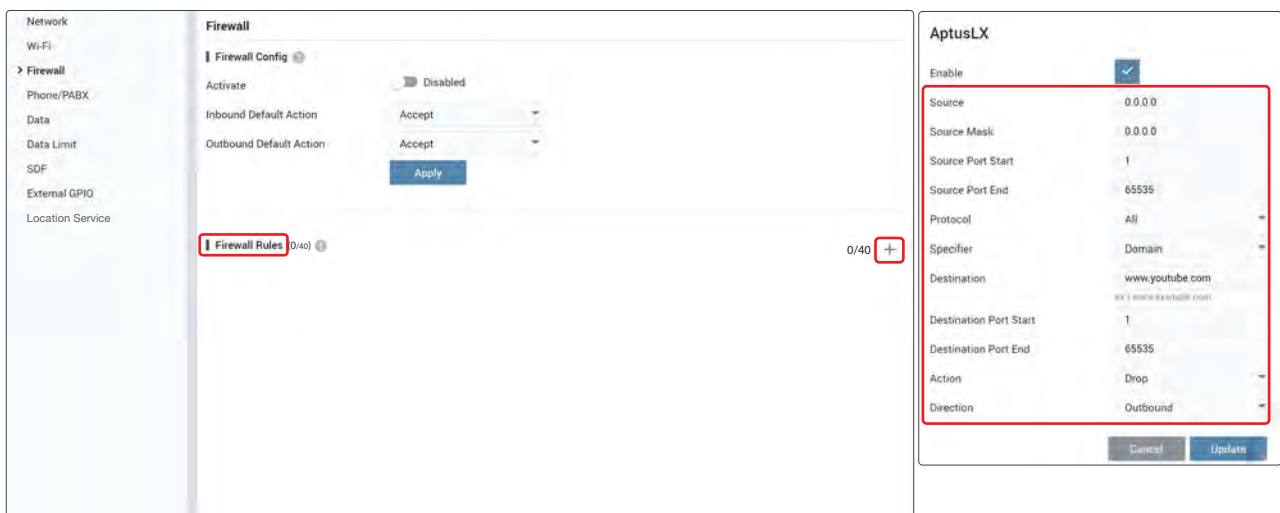 Network
Wi-Fi
> Firewall
Phone/PABX
Data
Data Limit
SDF
External GPIO
Location Service
Firewall
Firewall Config
Activate Disabled
Inbound Default Action Accept
Outbound Default Action Accept
Apply
Firewall Rules (0/40) 0/40 +
AptusLX
Enable
Source 0.0.0.0
Source Mask 0.0.0.0
Source Port Start 1
Source Port End 65535
Protocol All
Specifier Domain
Destination www.youtube.com
ex ) www.example.com
Destination Port Start 1
Destination Port End 65535
Action Drop
Direction Outbound
Cancel Update